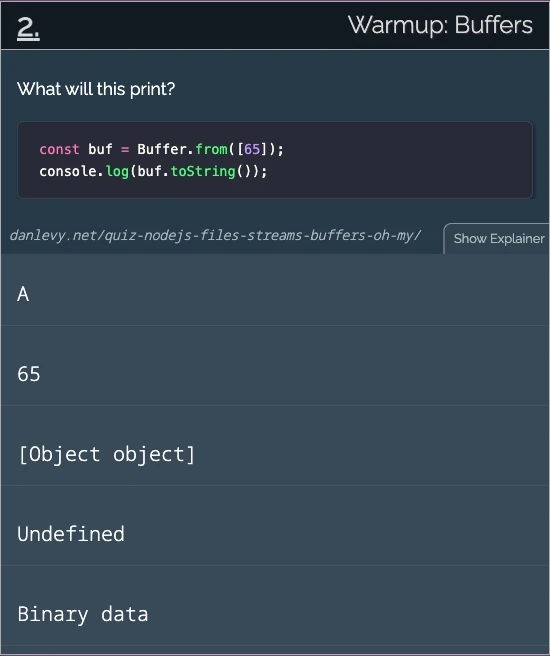 2.
Warmup: Buffers
What will this print?
const buf = Buffer.from([65]);
console.log(buf.toString());
danlevy.net/quiz-nodejs-files-streams-buffers-oh-my/
Show Explainer
A
65
[Object object]
Undefined
Binary data